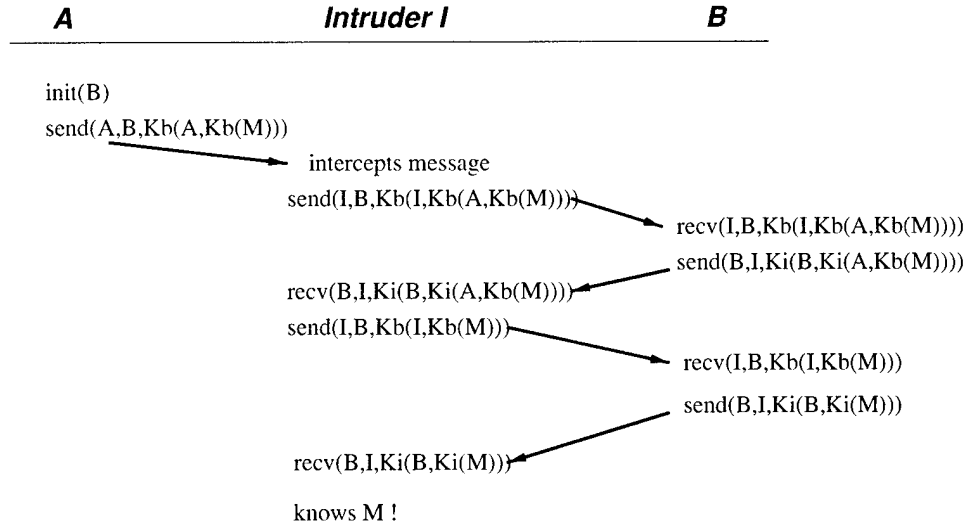 A Intruder I B
init(B)
send(A,B,Kb(A,Kb(M)))
intercepts message
send(I,B,Kb(I,Kb(A,Kb(M))))
recv(I,B,Kb(I,Kb(A,Kb(M))))
send(B,I,Ki(B,Ki(A,Kb(M))))
recv(B,I,Ki(B,Ki(A,Kb(M))))
send(I,B,Kb(I,Kb(M)))
recv(I,B,Kb(I,Kb(M)))
send(B,I,Ki(B,Ki(M)))
recv(B,I,Ki(B,Ki(M)))
knows M !